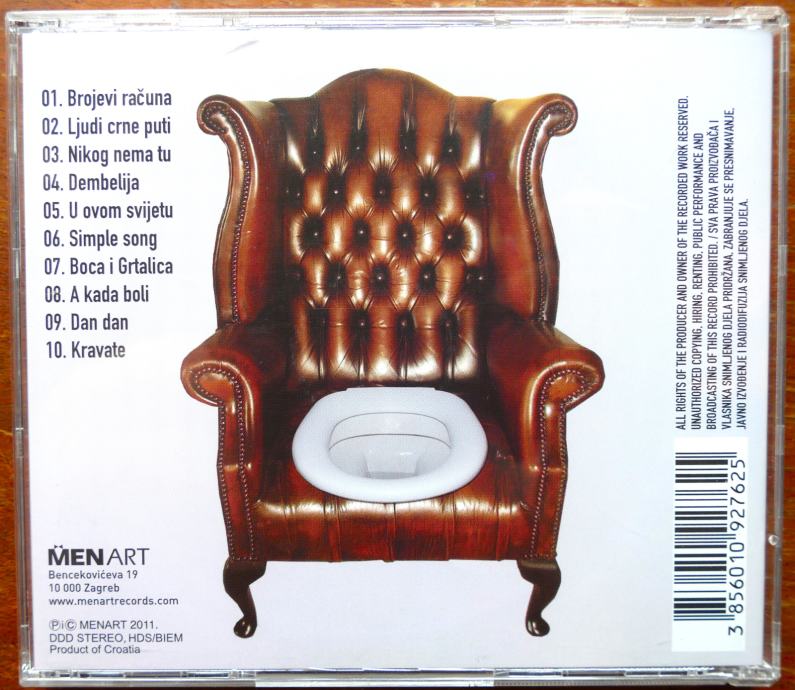 01. Brojevi računa
02. Ljudi crne puti
03. Nikog nema tu
04. Dembelija
05. U ovom svijetu
06. Simple song
07. Boca i Grtalica
08. A kada boli
09. Dan dan
10. Kravate
MENART
Bencekovićeva 19
10 000 Zagreb
www.menartrecords.com
Ⓟi© MENART 2011.
DDD STEREO, HDS/BIEM
Product of Croatia
ALL RIGHTS OF THE PRODUCER AND OWNER OF THE RECORDED WORK RESERVED.
UNAUTHORIZED COPYING, HIRING, RENTING, PUBLIC PERFORMANCE AND
BROADCASTING OF THIS RECORD PROHIBITED. / SVA PRAVA PROIZVOĐAČA I
VLASNIKA SNIMLJENOG DJELA PRIDRŽANA. ZABRANJUJE SE PRESNIMAVANJE,
JAVNO IZVOĐENJE I RADIODIFUZIJA SNIMLJENOG DJELA.
3 856010 927625